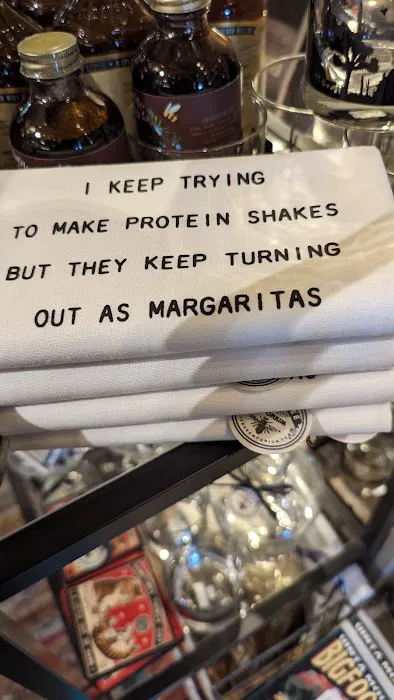 I KEEP TRYING
TO MAKE PROTEIN SHAKES
BUT THEY KEEP TURNING
OUT AS MARGARITAS
BIGFOOT